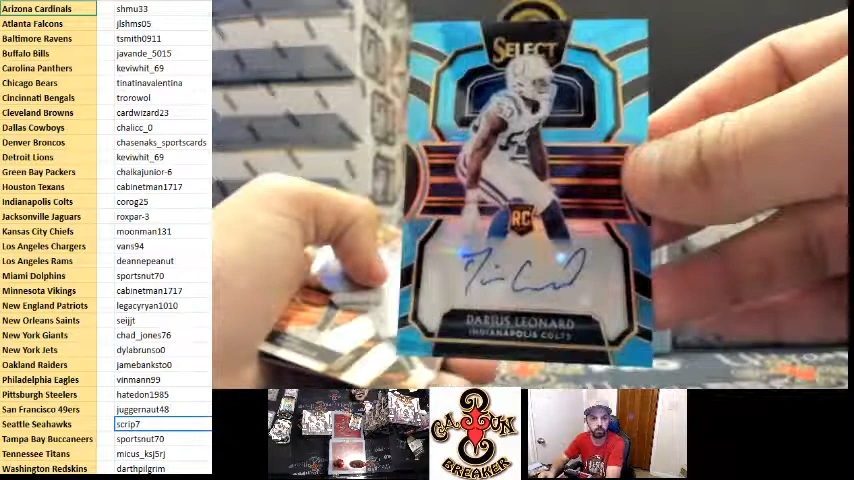 Arizona Cardinals shmu33
Atlanta Falcons jlshms05
Baltimore Ravens tsmith0911
Buffalo Bills javande_5015
Carolina Panthers keviwhit_69
Chicago Bears tinatinavalentina
Cincinnati Bengals trorowol
Cleveland Browns cardwizard23
Dallas Cowboys chalicc_0
Denver Broncos chasenaks_sportscards
Detroit Lions keviwhit_69
Green Bay Packers chalkajunior-6
Houston Texans cabinetman1717
Indianapolis Colts corog25
Jacksonville Jaguars roxpar-3
Kansas City Chiefs moonman131
Los Angeles Chargers vans94
Los Angeles Rams deannepeanut
Miami Dolphins sportsnut70
Minnesota Vikings cabinetman1717
New England Patriots legacyryan1010
New Orleans Saints seijjt
New York Giants chad_jones76
New York Jets dylabruns0
Oakland Raiders jamebanksto0
Philadelphia Eagles vinmann99
Pittsburgh Steelers hatedon1985
San Francisco 49ers juggernaut48
Seattle Seahawks scrip7
Tampa Bay Buccaneers sportsnut70
Tennessee Titans micus_ksj5rj
Washington Redskins darthpilgrim
SELECT
RC
DARIUS LEONARD
INDIANAPOLIS COLTS
CAJUN
BREAKER